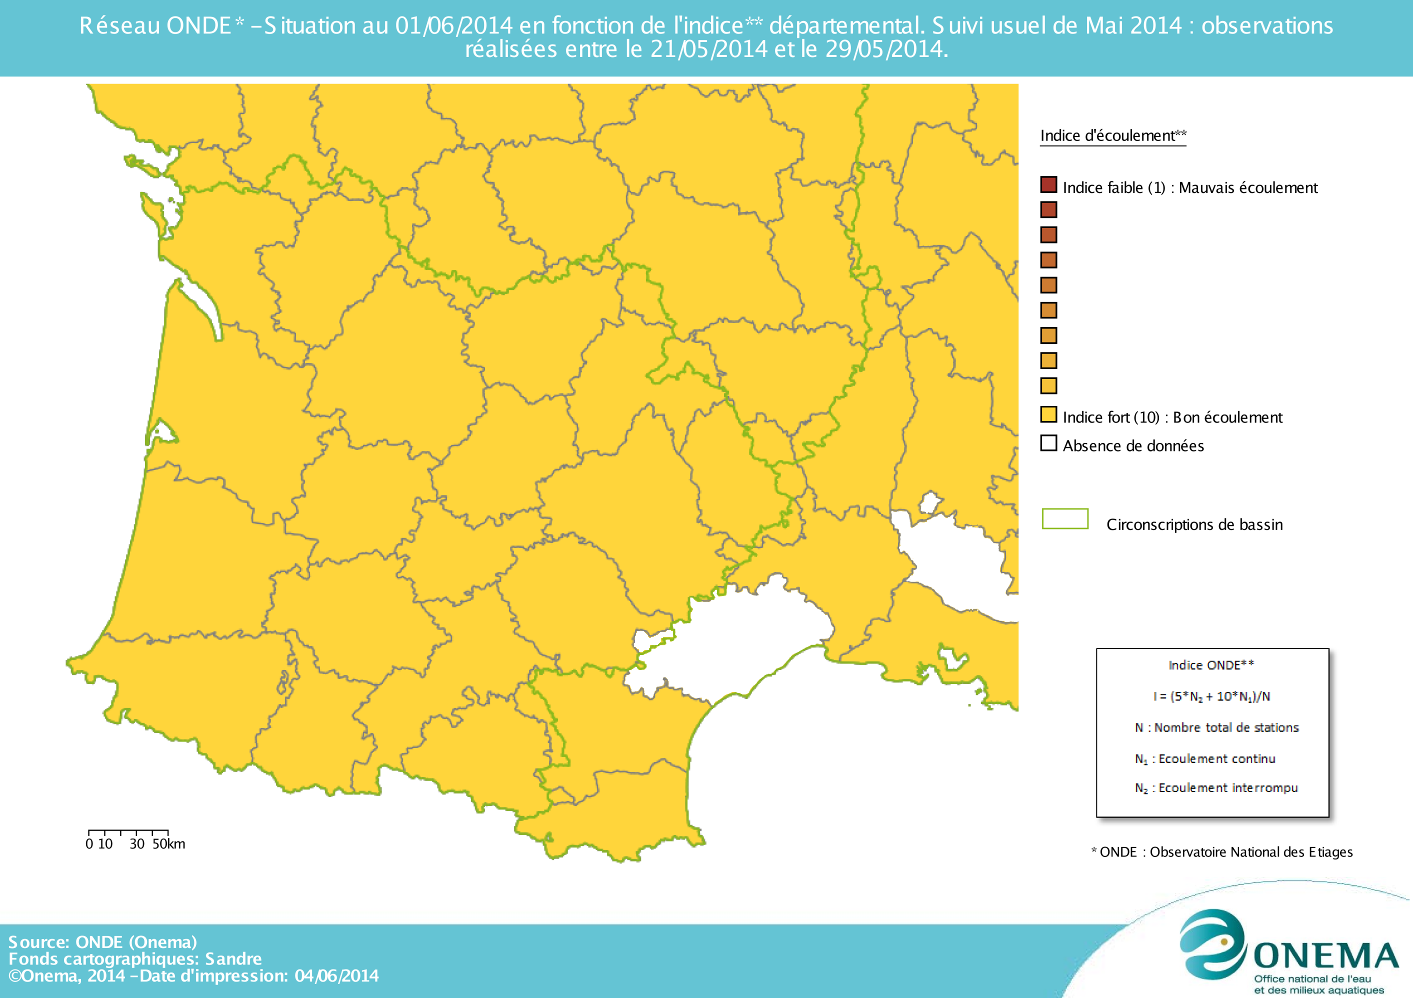 Réseau ONDE* - Situation au 01/06/2014 en fonction de l'indice** départemental. Suivi usuel de Mai 2014 : observations
réalisées entre le 21/05/2014 et le 29/05/2014.
Indice d'écoulement**
Indice faible (1) : Mauvais écoulement
Indice fort (10) : Bon écoulement
Absence de données
Circonscriptions de bassin
Indice ONDE**
I = (5*N₂ + 10*N₁)/N
N : Nombre total de stations
N₁ : Ecoulement continu
N₂ : Ecoulement interrompu
0 10 30 50km
* ONDE : Observatoire National des Etiages
Source: ONDE (Onema)
Fonds cartographiques: Sandre
©Onema, 2014 - Date d'impression: 04/06/2014
ONEMA
Office national de l'eau
et des milieux aquatiques